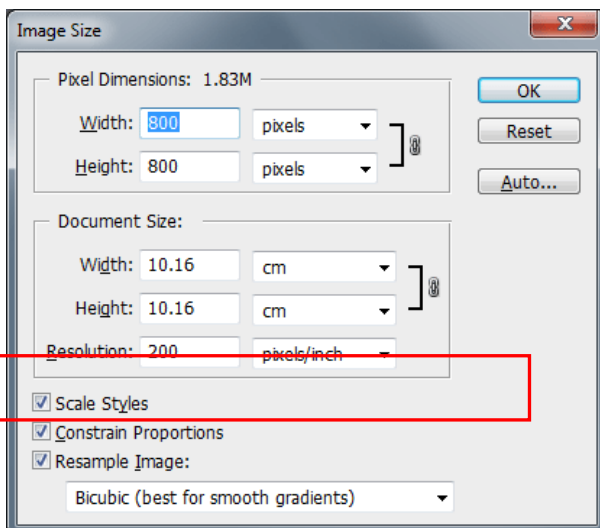 Image Size
Pixel Dimensions: 1.83M
Width: 800 pixels
Height: 800 pixels
OK
Reset
Auto...
Document Size:
Width: 10.16 cm
Height: 10.16 cm
Resolution: 200 pixels/inch
Scale Styles
Constrain Proportions
Resample Image:
Bicubic (best for smooth gradients)